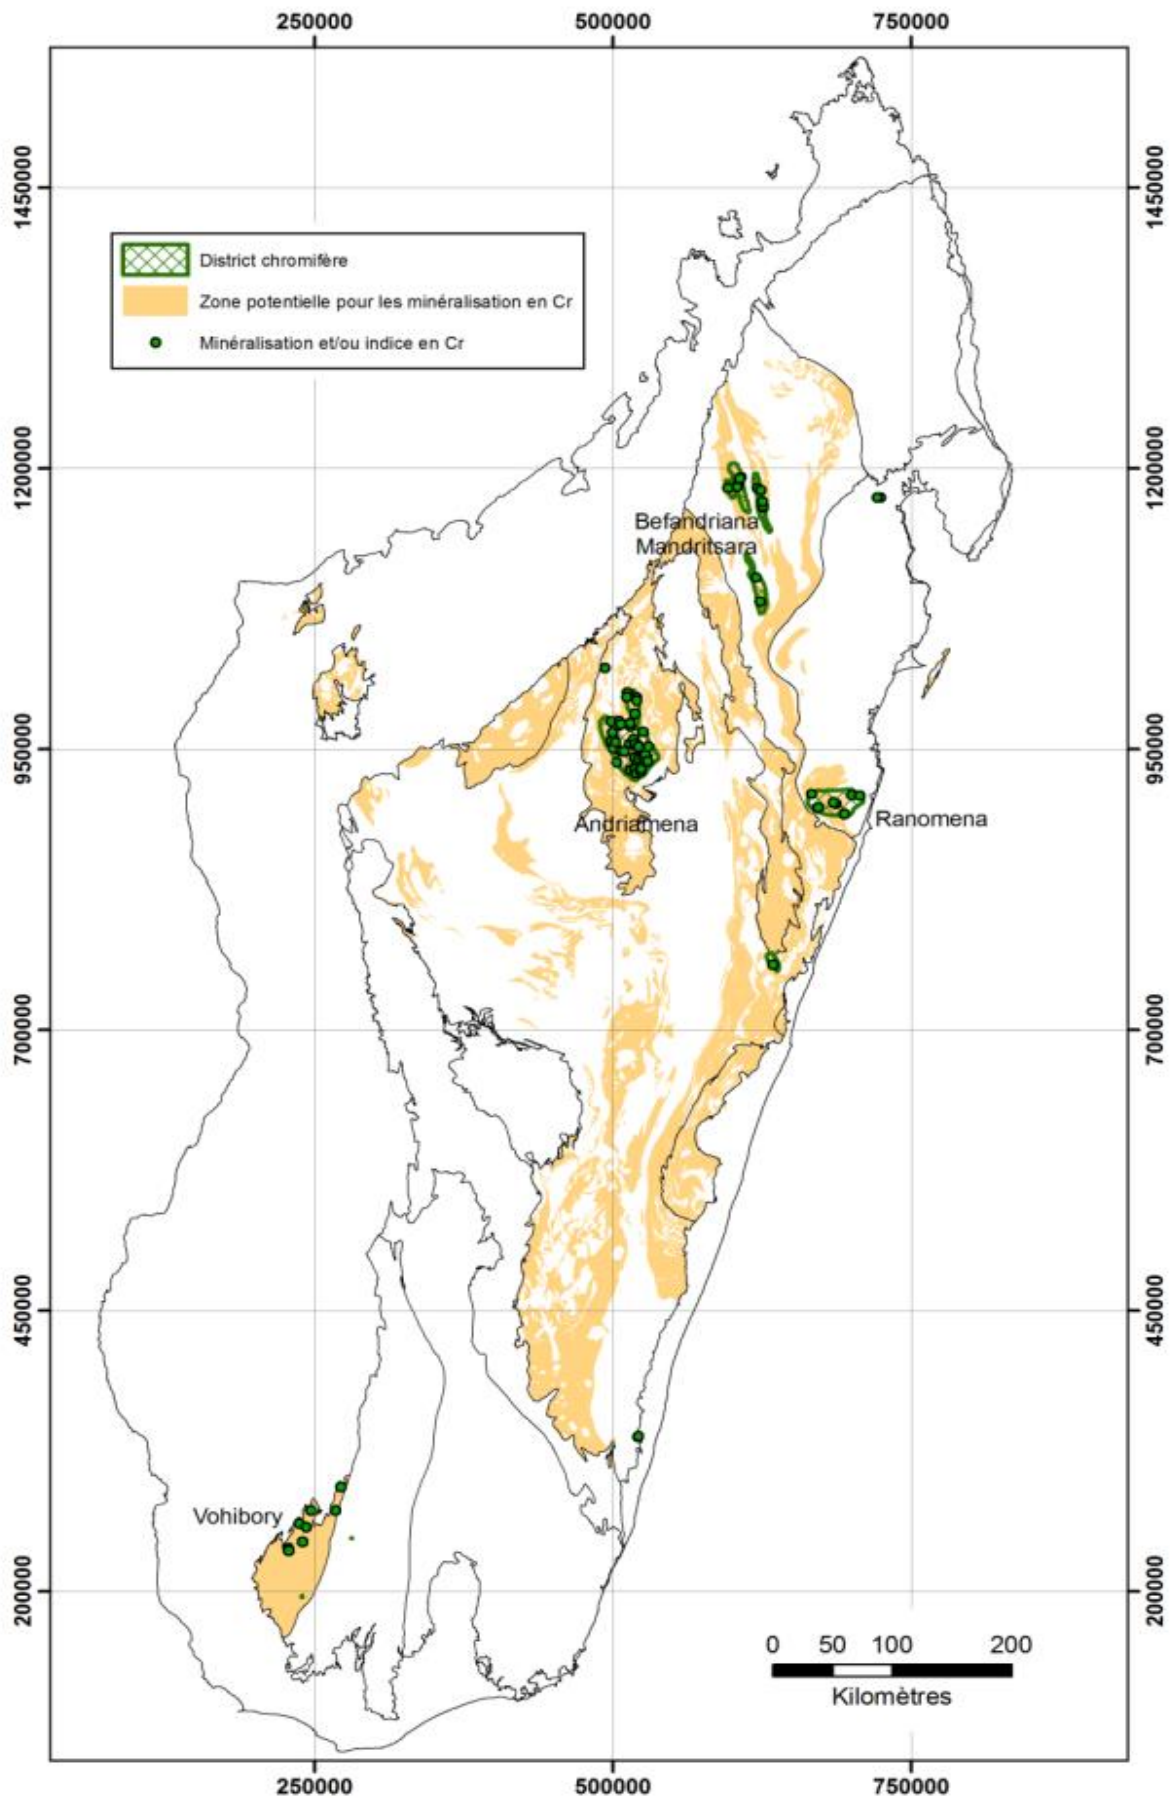 250000
500000
750000
1450000
1450000
District chromifère
Zone potentielle pour les minéralisation en Cr
Minéralisation et/ou indice en Cr
1200000
1200000
Befandriana
Mandritsara
950000
950000
Andriamena
Ranomena
700000
700000
450000
450000
Vohibory
200000
200000
0 50 100 200
Kilomètres
250000
500000
750000